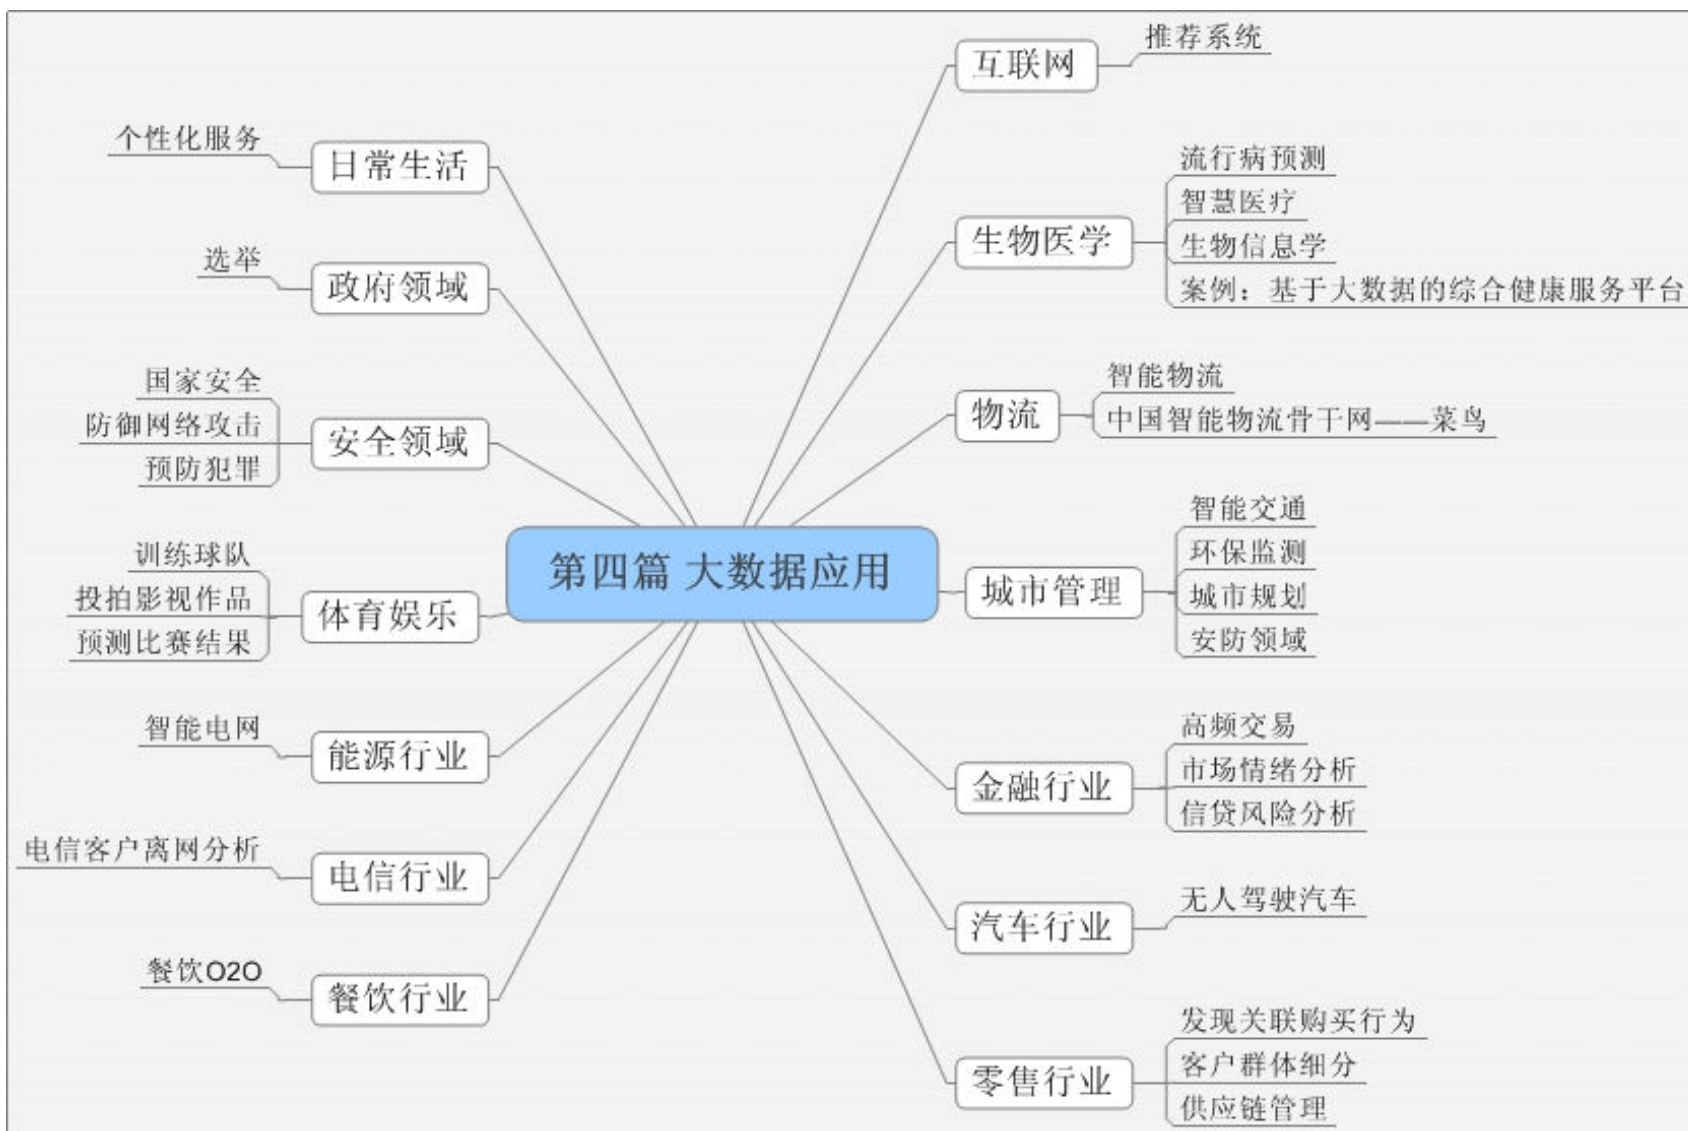 第四篇 大数据应用
互联网
推荐系统
生物医学
流行病预测
智慧医疗
生物信息学
案例：基于大数据的综合健康服务平台
物流
智能物流
中国智能物流骨干网——菜鸟
城市管理
智能交通
环保监测
城市规划
安防领域
金融行业
高频交易
市场情绪分析
信贷风险分析
汽车行业
无人驾驶汽车
零售行业
发现关联购买行为
客户群体细分
供应链管理
日常生活
个性化服务
政府领域
选举
安全领域
国家安全
防御网络攻击
预防犯罪
体育娱乐
训练球队
投拍影视作品
预测比赛结果
能源行业
智能电网
电信行业
电信客户离网分析
餐饮行业
餐饮O2O